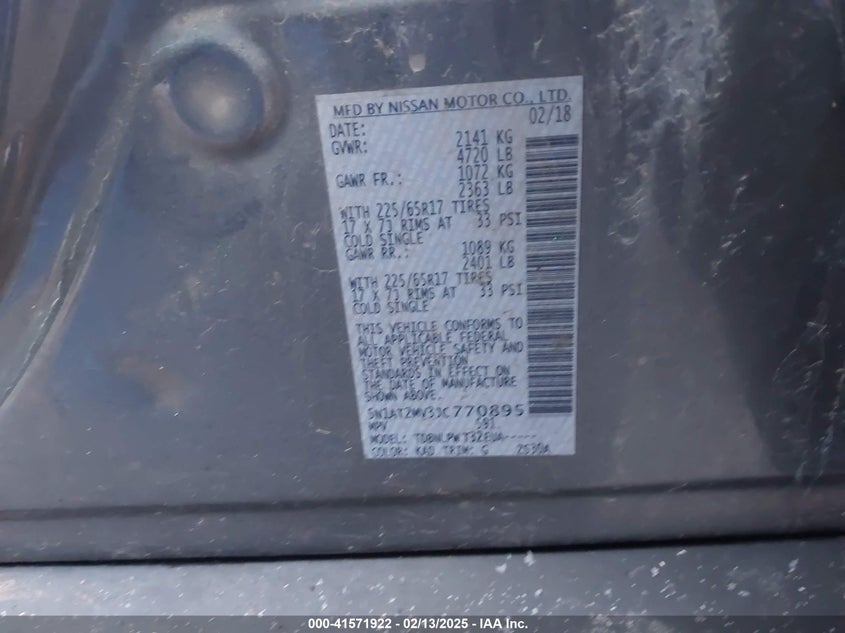 MFD BY NISSAN MOTOR CO., LTD.
DATE: 02/18
GVWR: 2141 KG
4720 LB
GAWR FR.: 1072 KG
2363 LB
WITH 225/65R17 TIRES
17 X 7J RIMS AT 33 PSI
COLD SINGLE
GAWR RR.: 1089 KG
2401 LB
WITH 225/65R17 TIRES
17 X 7J RIMS AT 33 PSI
COLD SINGLE
THIS VEHICLE CONFORMS TO
ALL APPLICABLE FEDERAL
MOTOR VEHICLE SAFETY AND
THEFT PREVENTION
STANDARDS IN EFFECT ON
THE DATE OF MANUFACTURE
SHOWN ABOVE.
5N1AT2MV3JC770895
MPV
MODEL:
COLOR: KAD TRIM: G
000-41571922 - 02/13/2025 - IAA Inc.